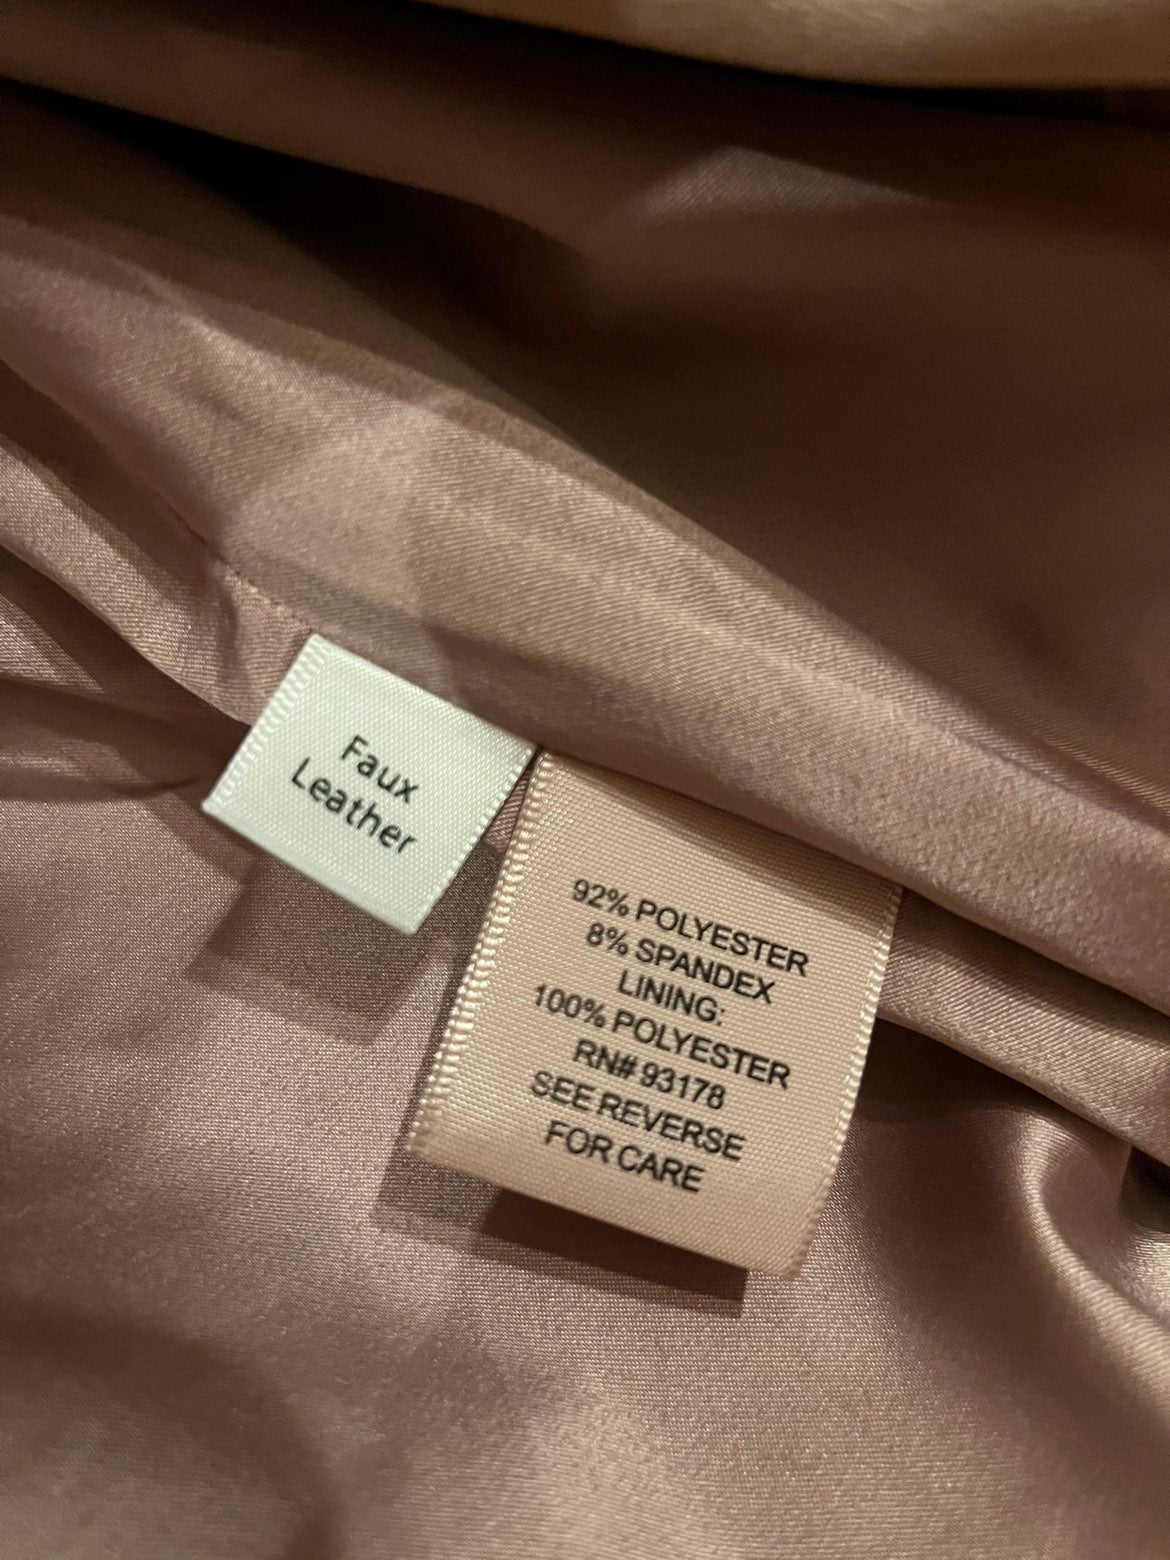 Faux
Leather
92% POLYESTER
8% SPANDEX
LINING:
100% POLYESTER
RN# 93178
SEE REVERSE
FOR CARE